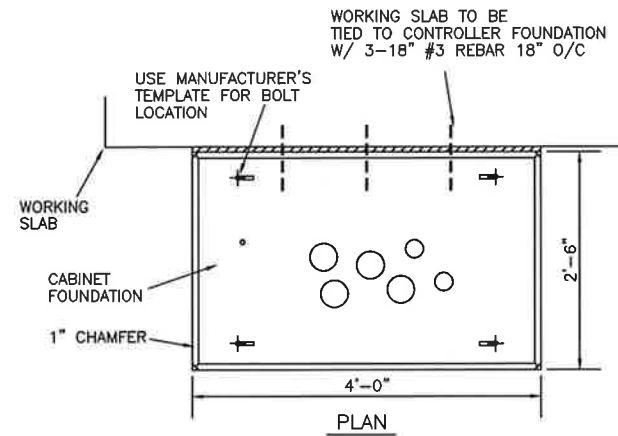 WORKING SLAB TO BE
TIED TO CONTROLLER FOUNDATION
W/ 3-18" #3 REBAR 18" O/C
USE MANUFACTURER'S
TEMPLATE FOR BOLT
LOCATION
WORKING
SLAB
CABINET
FOUNDATION
1" CHAMFER
2'-6"
4'-0"
PLAN